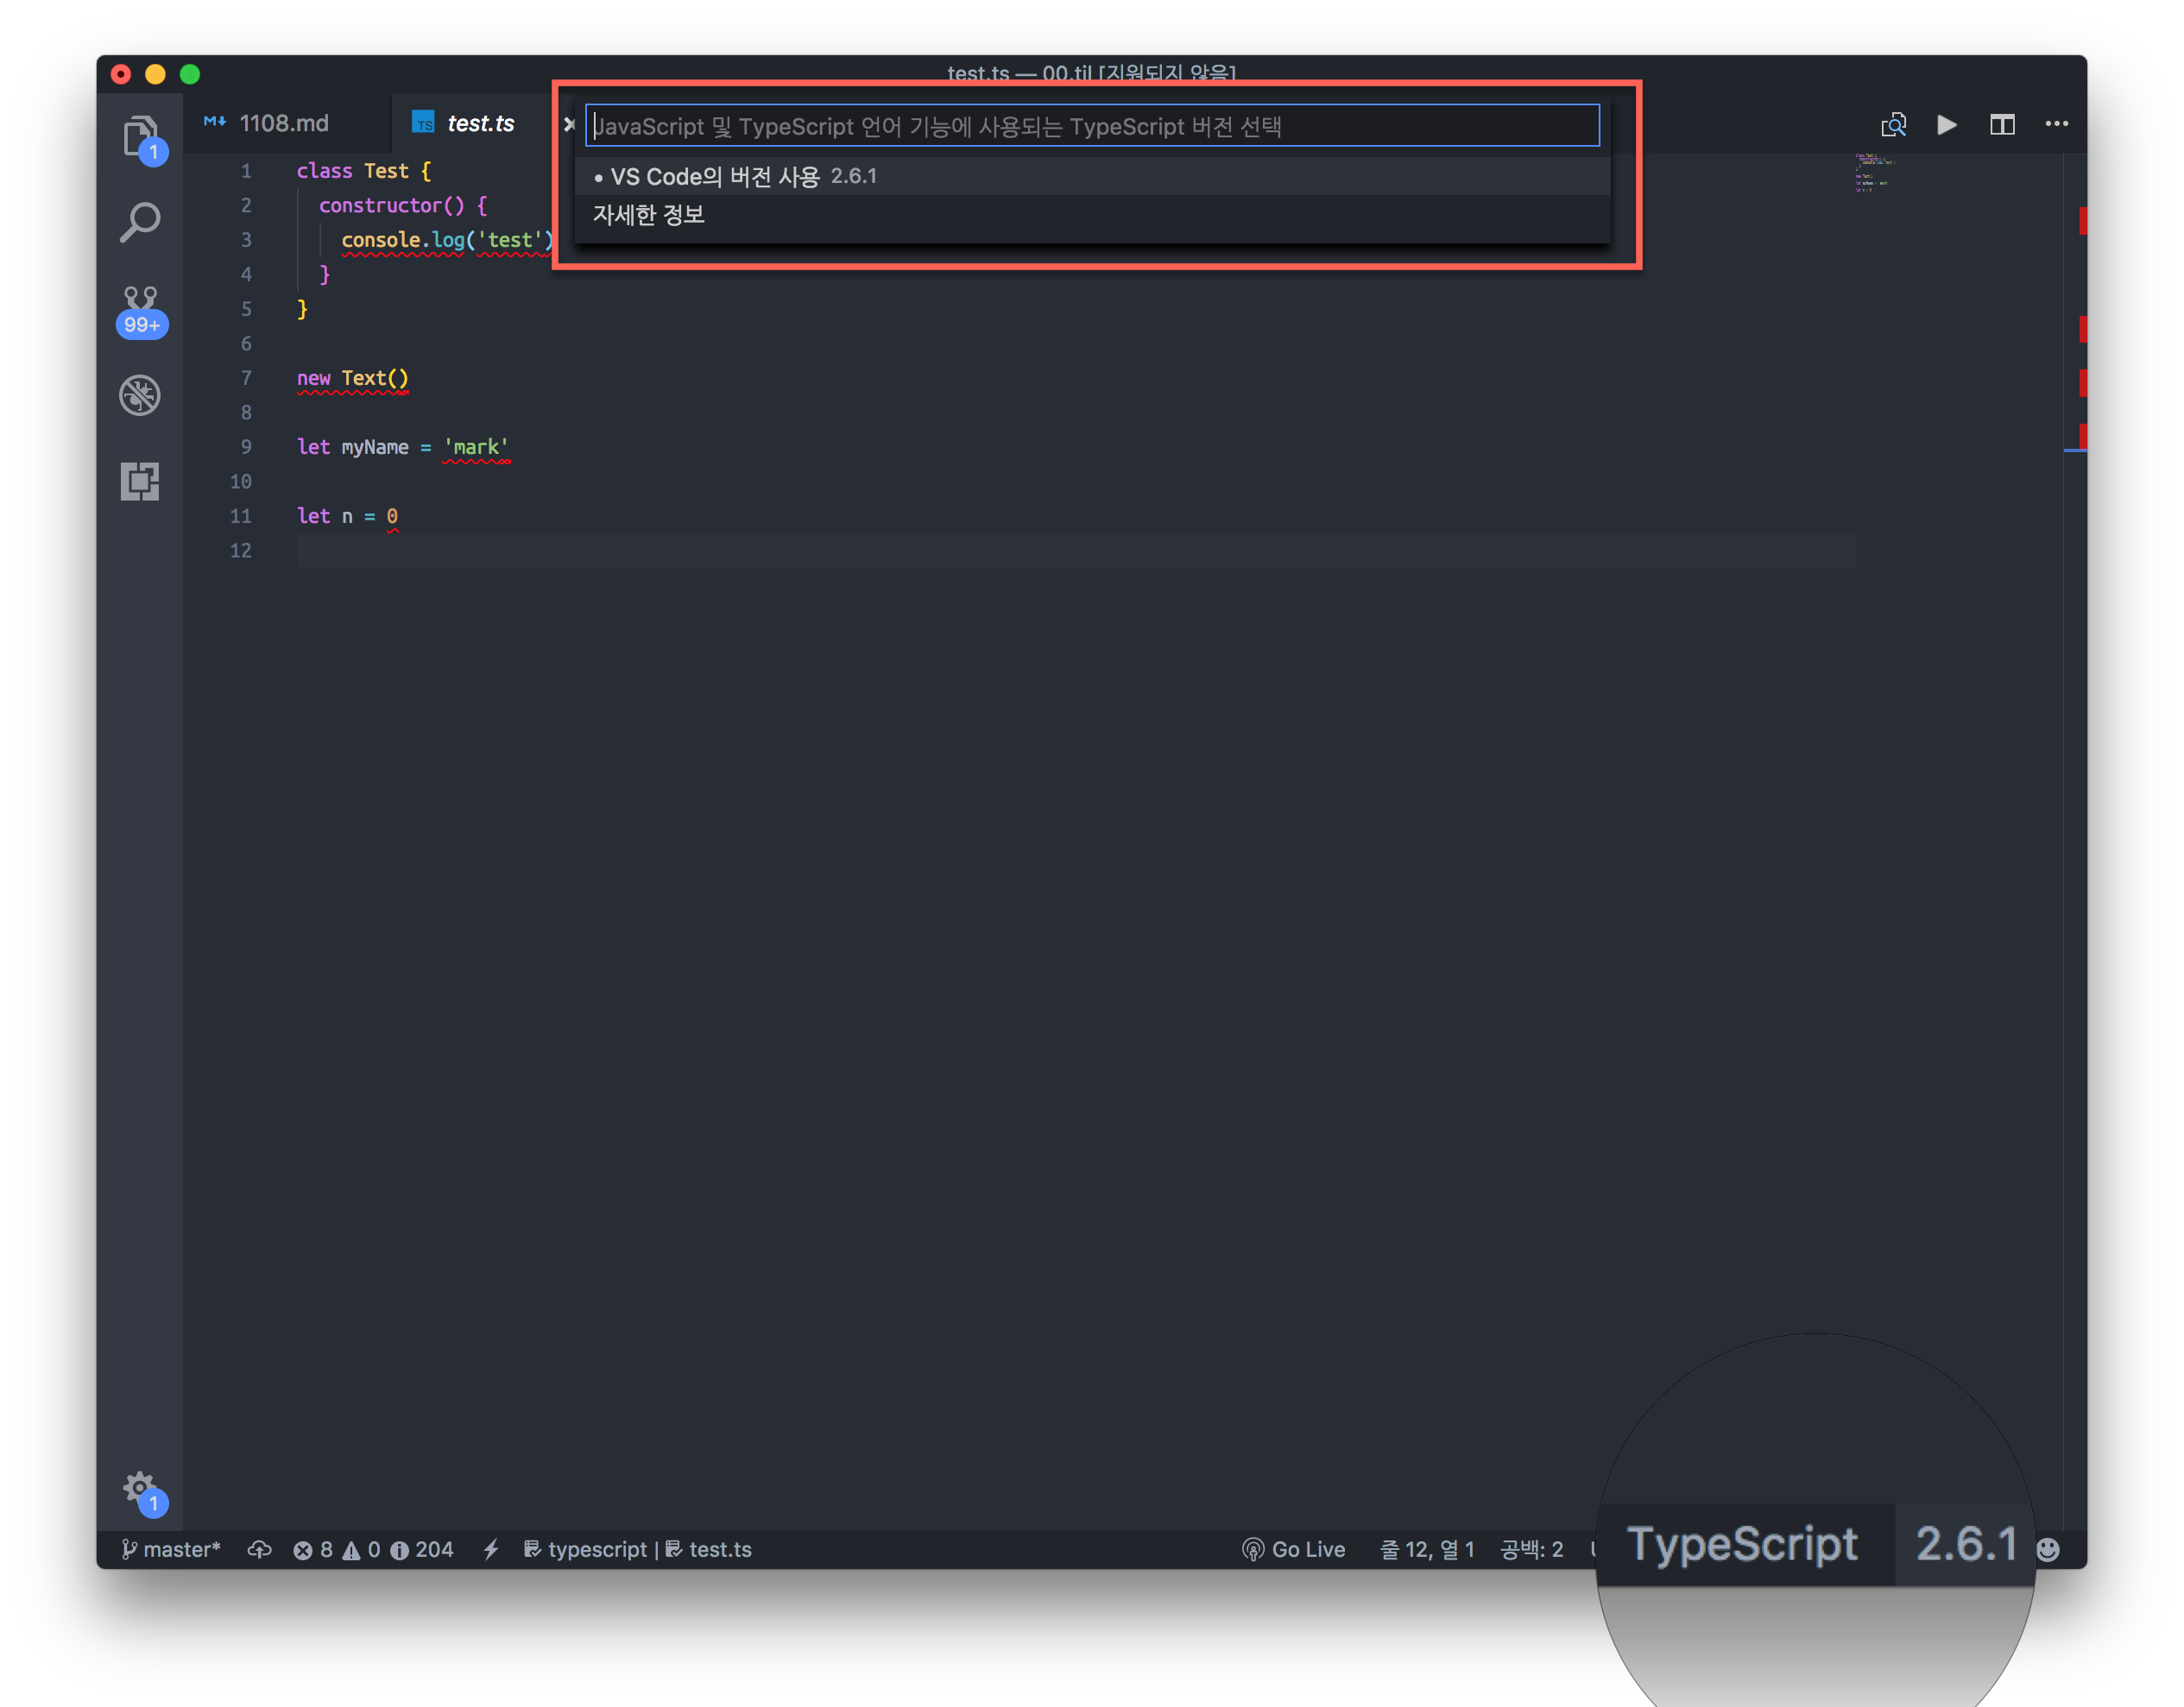 test.ts — 00.til [지원되지 않음]
1108.md
TS test.ts
JavaScript 및 TypeScript 언어 기능에 사용되는 TypeScript 버전 선택
• VS Code의 버전 사용 2.6.1
자세한 정보
1
99+
1 class Test {
2 constructor() {
3 console.log('test')
4 }
5 }
6
7 new Text()
8
9 let myName = 'mark'
10
11 let n = 0
12
1
master* 8 0 204 typescript | test.ts Go Live 줄 12, 열 1 공백: 2 TypeScript 2.6.1